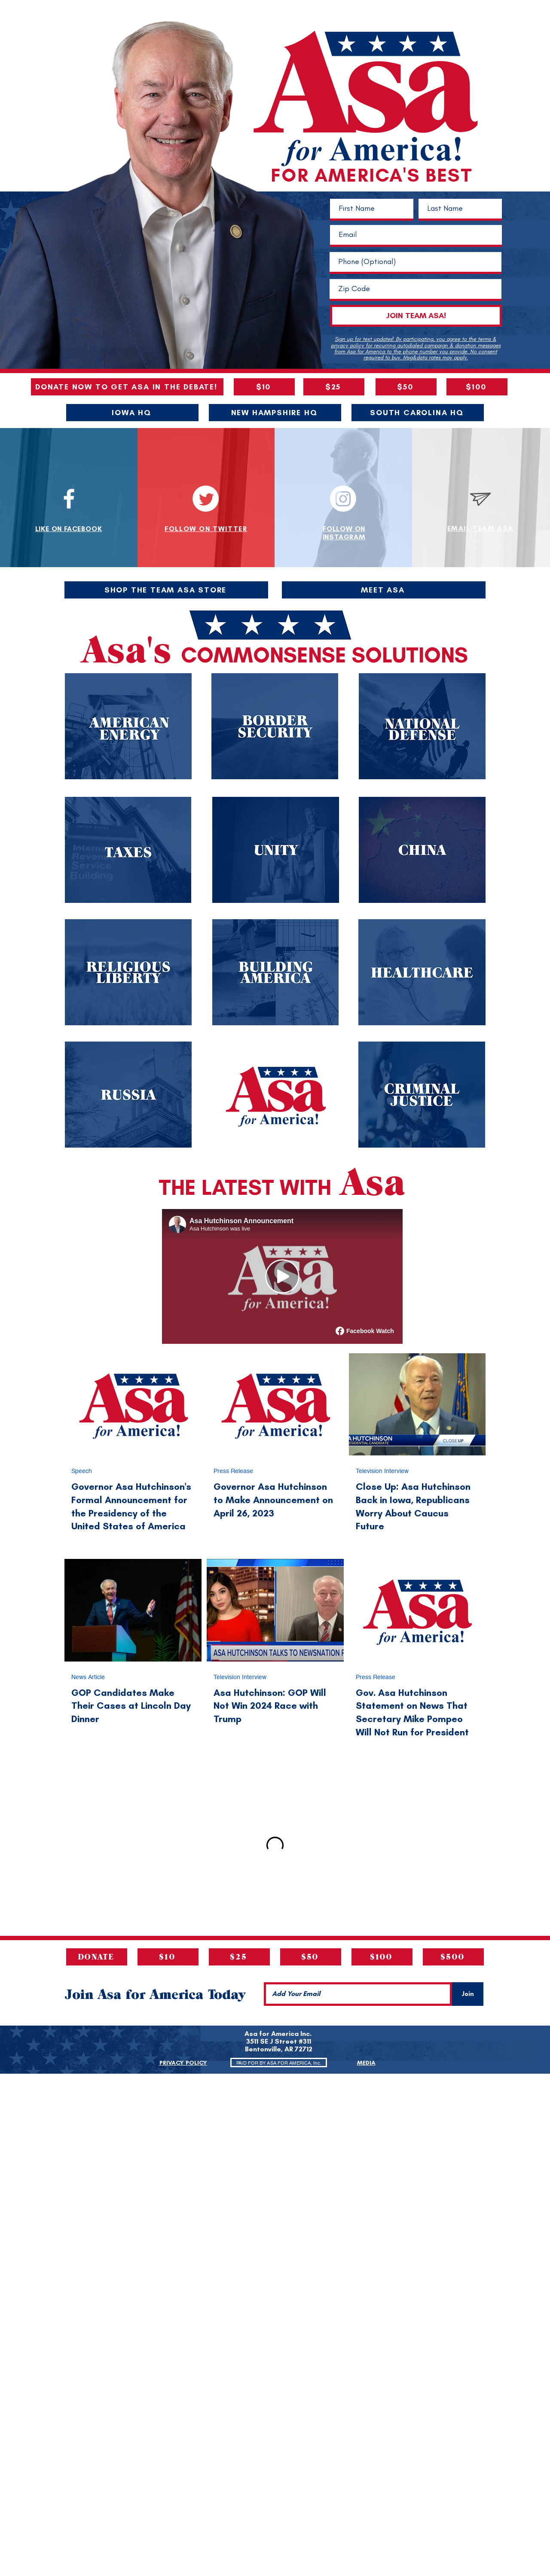 Asa
for America!
FOR AMERICA'S BEST
First Name
Last Name
Email
Phone (Optional)
Zip Code
JOIN TEAM ASA!
Sign up for text updates! By participating, you agree to the terms &
privacy policy for recurring autodialed campaign & donation messages
from Asa for America to the phone number you provide. No consent
required to buy. Msg&data rates may apply.
DONATE NOW TO GET ASA IN THE DEBATE!
$10
$25
$50
$100
IOWA HQ
NEW HAMPSHIRE HQ
SOUTH CAROLINA HQ
LIKE ON FACEBOOK
FOLLOW ON TWITTER
FOLLOW ON
INSTAGRAM
EMAIL TEAM ASA
SHOP THE TEAM ASA STORE
MEET ASA
Asa's COMMONSENSE SOLUTIONS
AMERICAN
ENERGY
BORDER
SECURITY
NATIONAL
DEFENSE
Internal
Revenue
Service
Building
TAXES
UNITY
CHINA
RELIGIOUS
LIBERTY
BUILDING
AMERICA
HEALTHCARE
RUSSIA
Asa
for America!
CRIMINAL
JUSTICE
THE LATEST WITH Asa
Asa Hutchinson Announcement
Asa Hutchinson was live
Asa
for America!
Facebook Watch
Asa
for America!
Speech
Governor Asa Hutchinson's
Formal Announcement for
the Presidency of the
United States of America
Asa
for America!
Press Release
Governor Asa Hutchinson
to Make Announcement on
April 26, 2023
A HUTCHINSON
CLOSE UP
Television Interview
Close Up: Asa Hutchinson
Back in Iowa, Republicans
Worry About Caucus
Future
News Article
GOP Candidates Make
Their Cases at Lincoln Day
Dinner
ASA HUTCHINSON TALKS TO NEWSNATION
Television Interview
Asa Hutchinson: GOP Will
Not Win 2024 Race with
Trump
Asa
for America!
Press Release
Gov. Asa Hutchinson
Statement on News That
Secretary Mike Pompeo
Will Not Run for President
DONATE
$10
$25
$50
$100
$500
Join Asa for America Today
Add Your Email
Join
Asa for America Inc.
3511 SE J Street #311
Bentonville, AR 72712
PRIVACY POLICY
PAID FOR BY ASA FOR AMERICA, Inc.
MEDIA